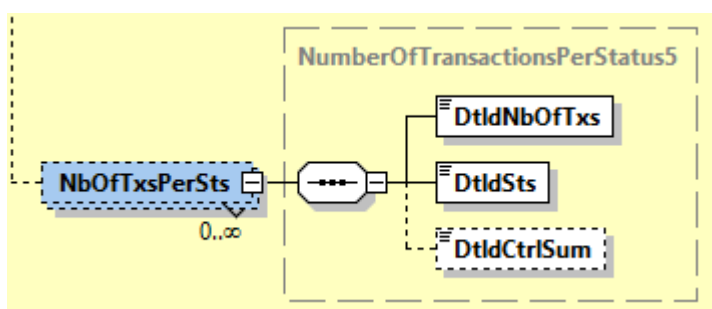 NumberOfTransactionsPerStatus5
DtldNbOfTxs
NbOfTxsPerSts
DtldSts
0..∞
DtldCtrlSum